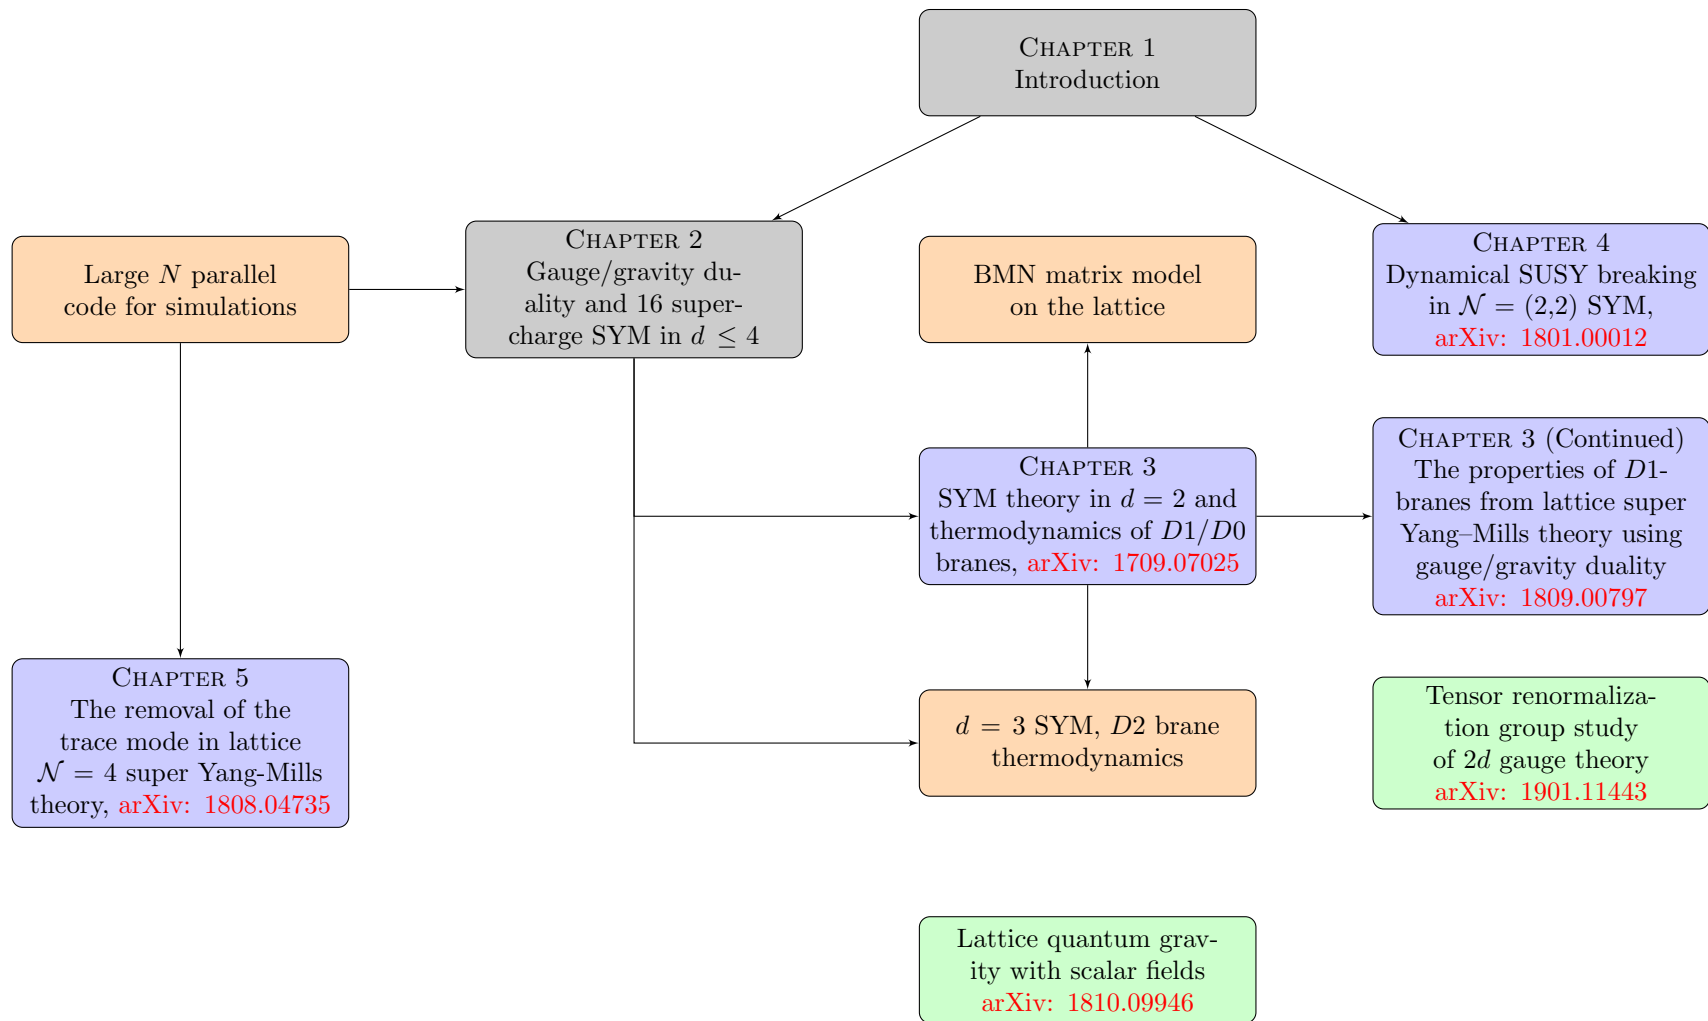 CHAPTER 1
Introduction
Large N parallel
code for simulations
CHAPTER 2
Gauge/gravity du-
ality and 16 super-
charge SYM in d ≤ 4
BMN matrix model
on the lattice
CHAPTER 4
Dynamical SUSY breaking
in 𝒩 = (2,2) SYM,
arXiv: 1801.00012
CHAPTER 3
SYM theory in d = 2 and
thermodynamics of D1/D0
branes, arXiv: 1709.07025
CHAPTER 3 (Continued)
The properties of D1-
branes from lattice super
Yang–Mills theory using
gauge/gravity duality
arXiv: 1809.00797
CHAPTER 5
The removal of the
trace mode in lattice
𝒩 = 4 super Yang-Mills
theory, arXiv: 1808.04735
d = 3 SYM, D2 brane
thermodynamics
Tensor renormaliza-
tion group study
of 2d gauge theory
arXiv: 1901.11443
Lattice quantum grav-
ity with scalar fields
arXiv: 1810.09946